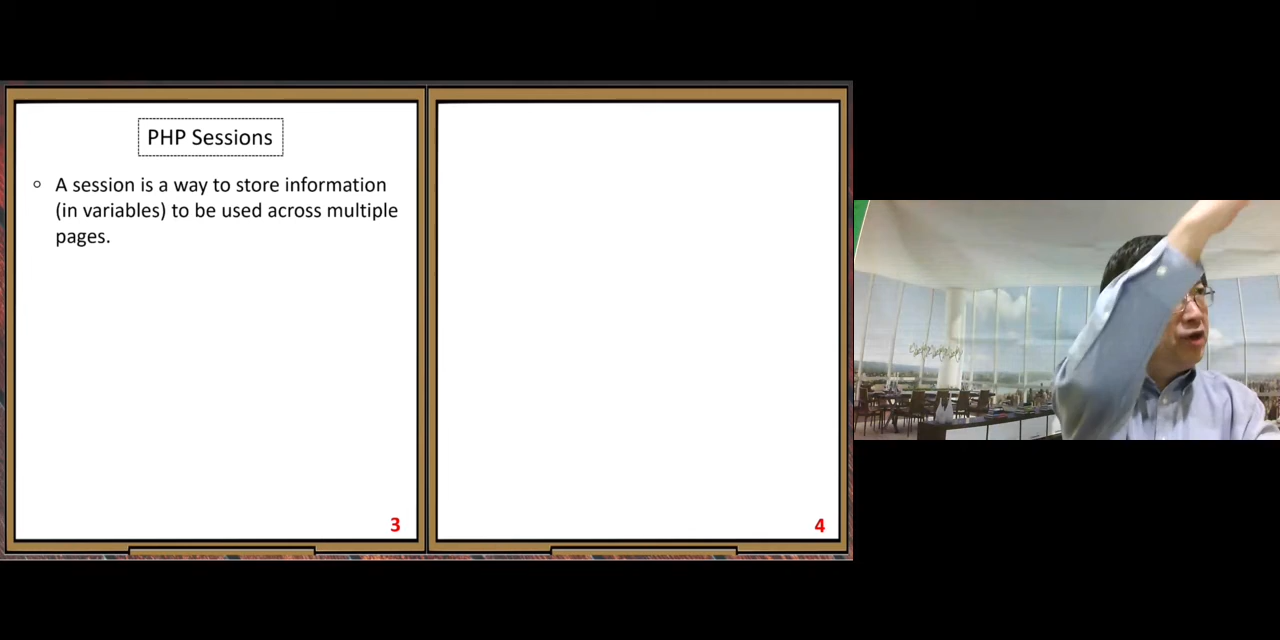 PHP Sessions
A session is a way to store information
(in variables) to be used across multiple
pages.
3
4